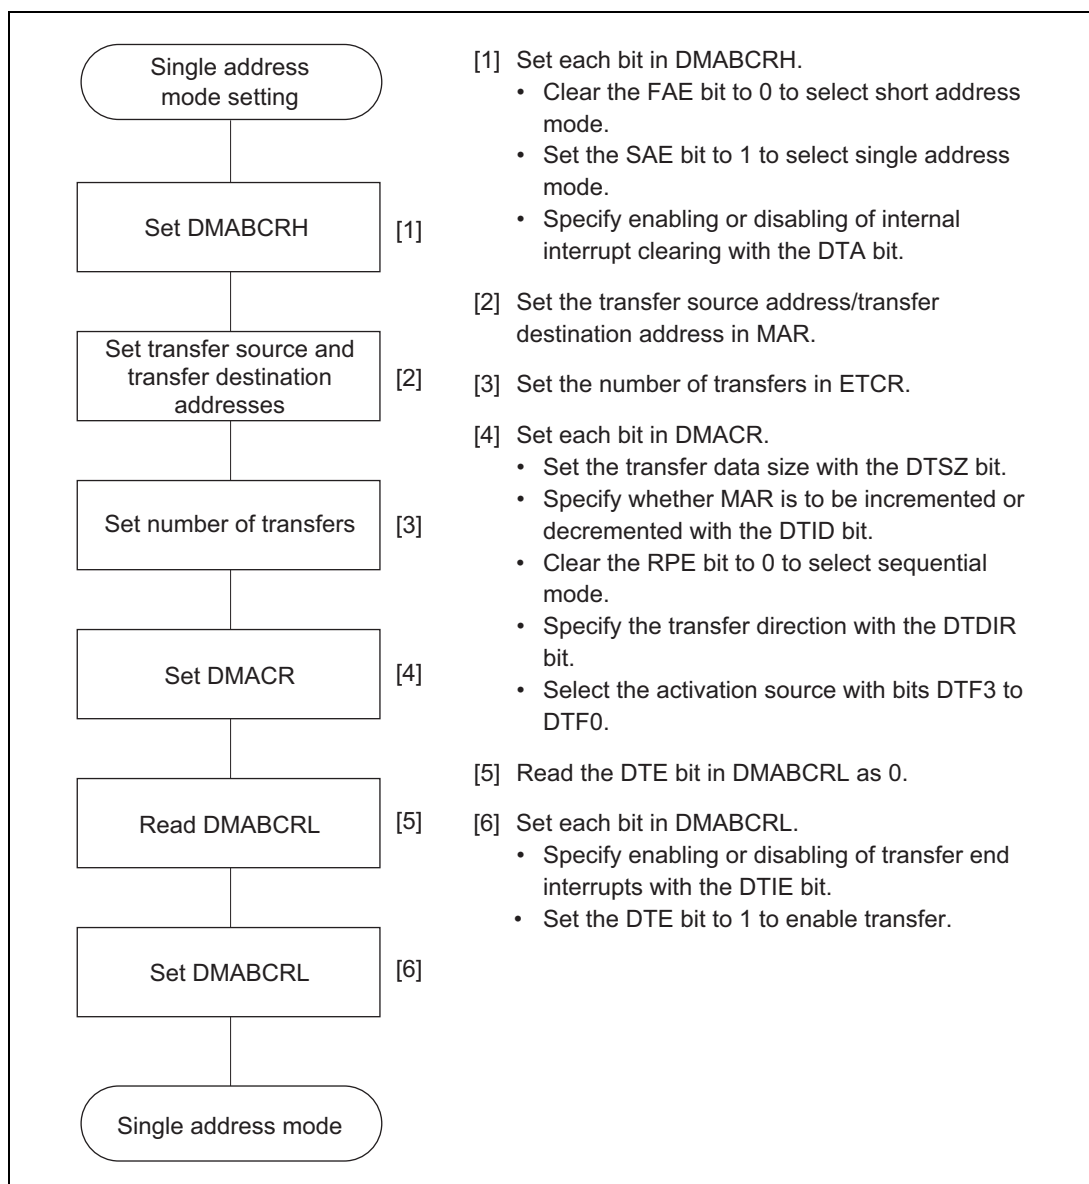 Single address
mode setting
Set DMABCRH
[1]
Set transfer source and
transfer destination
addresses
[2]
Set number of transfers
[3]
Set DMACR
[4]
Read DMABCRL
[5]
Set DMABCRL
[6]
Single address mode
[1] Set each bit in DMABCRH.
• Clear the FAE bit to 0 to select short address
mode.
• Set the SAE bit to 1 to select single address
mode.
• Specify enabling or disabling of internal
interrupt clearing with the DTA bit.
[2] Set the transfer source address/transfer
destination address in MAR.
[3] Set the number of transfers in ETCR.
[4] Set each bit in DMACR.
• Set the transfer data size with the DTSZ bit.
• Specify whether MAR is to be incremented or
decremented with the DTID bit.
• Clear the RPE bit to 0 to select sequential
mode.
• Specify the transfer direction with the DTDIR
bit.
• Select the activation source with bits DTF3 to
DTF0.
[5] Read the DTE bit in DMABCRL as 0.
[6] Set each bit in DMABCRL.
• Specify enabling or disabling of transfer end
interrupts with the DTIE bit.
• Set the DTE bit to 1 to enable transfer.